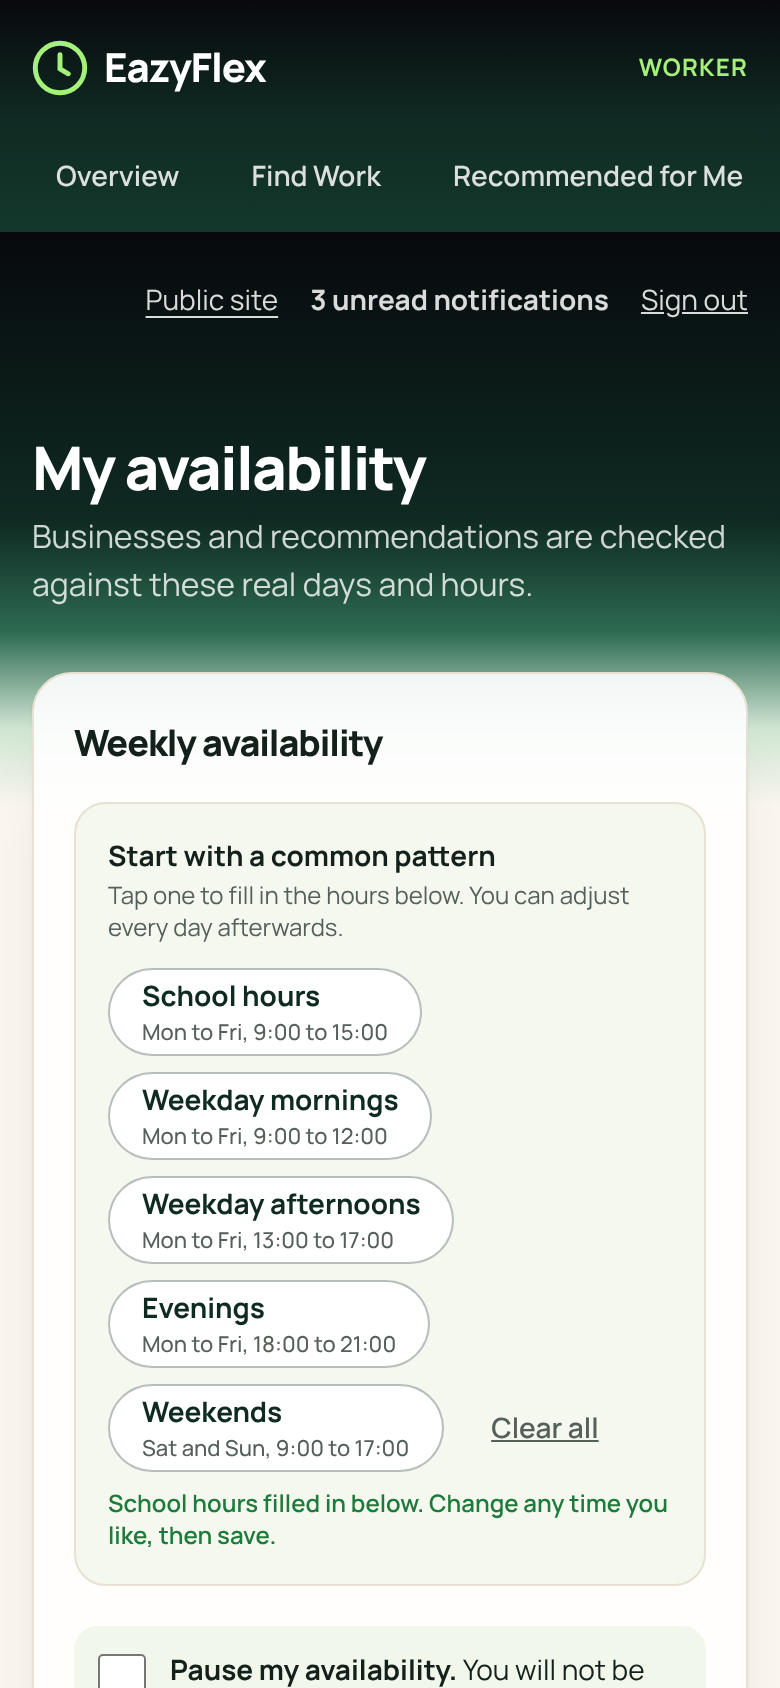 EazyFlex
WORKER
Overview Find Work Recommended for Me
Public site 3 unread notifications Sign out
My availability
Businesses and recommendations are checked
against these real days and hours.
Weekly availability
Start with a common pattern
Tap one to fill in the hours below. You can adjust
every day afterwards.
School hours
Mon to Fri, 9:00 to 15:00
Weekday mornings
Mon to Fri, 9:00 to 12:00
Weekday afternoons
Mon to Fri, 13:00 to 17:00
Evenings
Mon to Fri, 18:00 to 21:00
Weekends
Sat and Sun, 9:00 to 17:00
Clear all
School hours filled in below. Change any time you
like, then save.
Pause my availability. You will not be